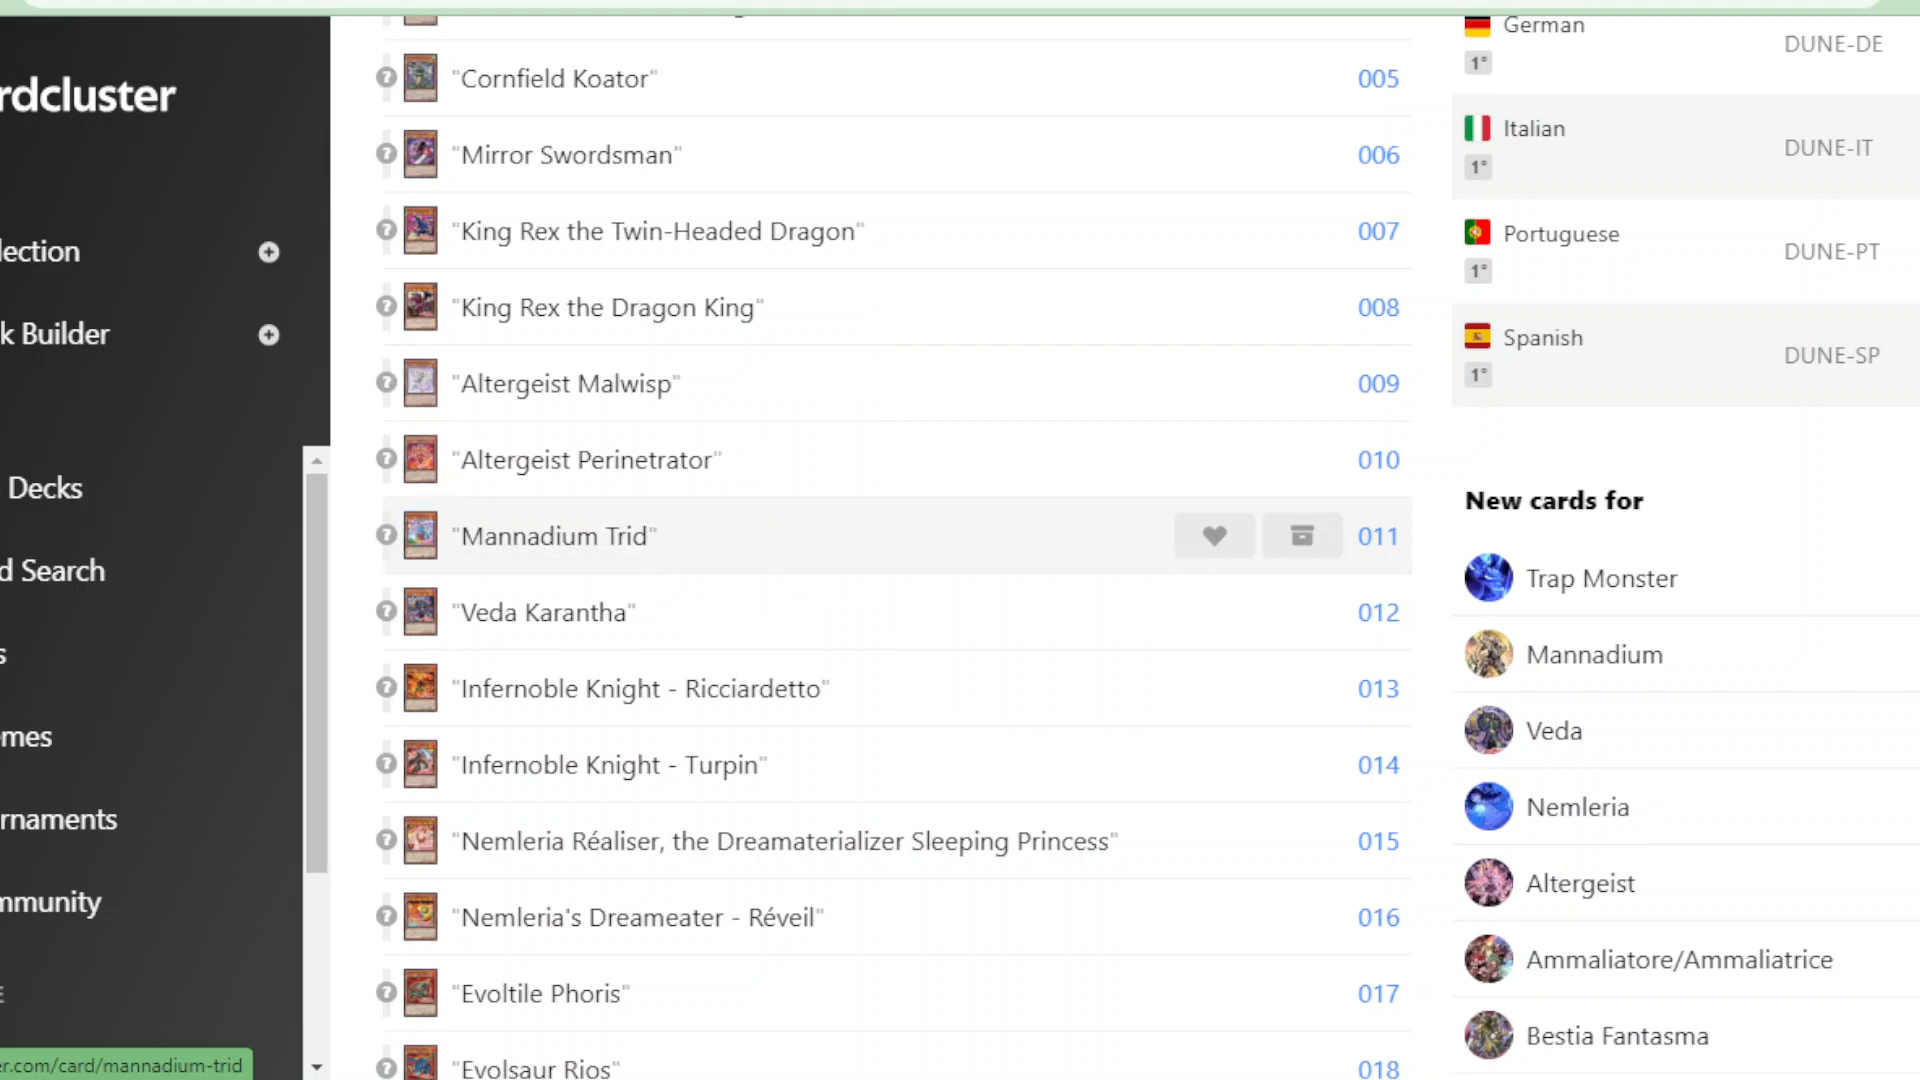 rdcluster
lection
k Builder
Decks
d Search
s
emes
rnaments
mmunity
E
er.com/card/mannadium-trid
"Cornfield Koator" 005
"Mirror Swordsman" 006
"King Rex the Twin-Headed Dragon" 007
"King Rex the Dragon King" 008
"Altergeist Malwisp" 009
"Altergeist Perinetrator" 010
"Mannadium Trid" 011
"Veda Karantha" 012
"Infernoble Knight - Ricciardetto" 013
"Infernoble Knight - Turpin" 014
"Nemleria Réaliser, the Dreamaterializer Sleeping Princess" 015
"Nemleria's Dreameater - Réveil" 016
"Evoltile Phoris" 017
"Evolsaur Rios" 018
German DUNE-DE
1°
Italian DUNE-IT
1°
Portuguese DUNE-PT
1°
Spanish DUNE-SP
1°
New cards for
Trap Monster
Mannadium
Veda
Nemleria
Altergeist
Ammaliatore/Ammaliatrice
Bestia Fantasma